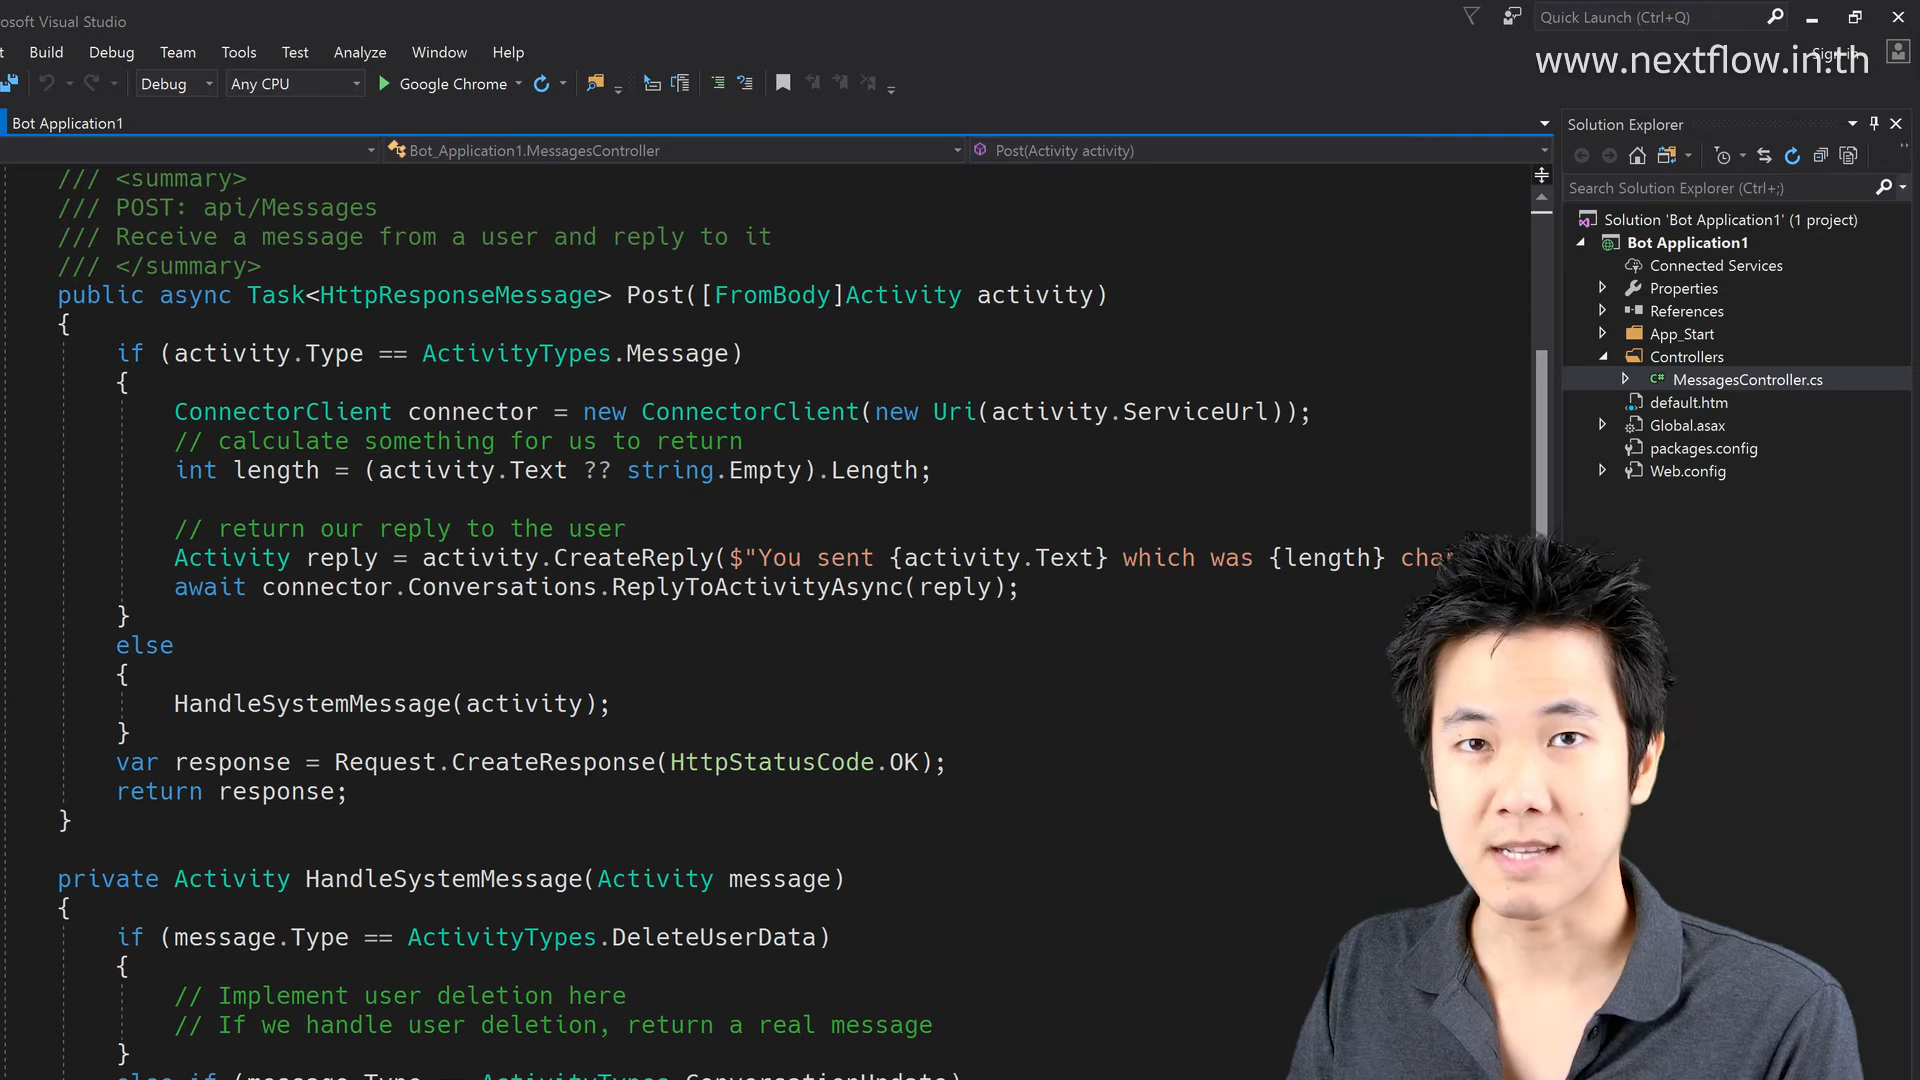 osoft Visual Studio
Quick Launch (Ctrl+Q)
t Build Debug Team Tools Test Analyze Window Help
www.nextflow.in.th
Debug Any CPU Google Chrome
Bot Application1
Bot_Application1.MessagesController Post(Activity activity)
/// <summary>
/// POST: api/Messages
/// Receive a message from a user and reply to it
/// </summary>
public async Task<HttpResponseMessage> Post([FromBody]Activity activity)
{
if (activity.Type == ActivityTypes.Message)
{
ConnectorClient connector = new ConnectorClient(new Uri(activity.ServiceUrl));
// calculate something for us to return
int length = (activity.Text ?? string.Empty).Length;
// return our reply to the user
Activity reply = activity.CreateReply($"You sent {activity.Text} which was {length} cha
await connector.Conversations.ReplyToActivityAsync(reply);
}
else
{
HandleSystemMessage(activity);
}
var response = Request.CreateResponse(HttpStatusCode.OK);
return response;
}
private Activity HandleSystemMessage(Activity message)
{
if (message.Type == ActivityTypes.DeleteUserData)
{
// Implement user deletion here
// If we handle user deletion, return a real message
}
else if (message.Type == ActivityTypes.ConversationUpdate)
Solution Explorer
Search Solution Explorer (Ctrl+;)
Solution 'Bot Application1' (1 project)
Bot Application1
Connected Services
Properties
References
App_Start
Controllers
C# MessagesController.cs
default.htm
Global.asax
packages.config
Web.config